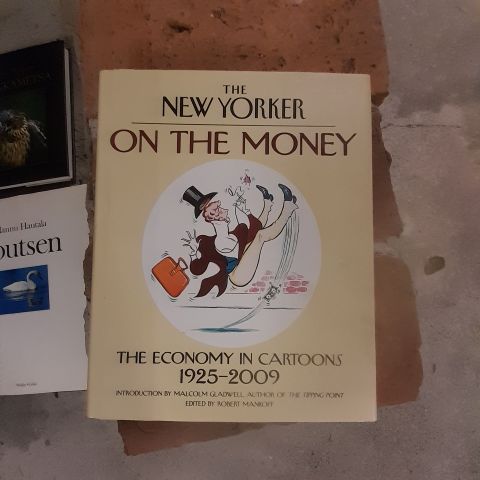 THE
NEW YORKER
ON THE MONEY
THE ECONOMY IN CARTOONS
1925–2009
INTRODUCTION BY MALCOLM GLADWELL, AUTHOR OF THE TIPPING POINT
EDITED BY ROBERT MANKOFF
Hannu Hautala
outsen